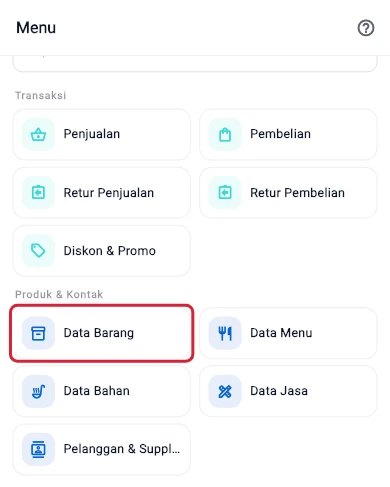 Menu
Transaksi
Penjualan
Pembelian
Retur Penjualan
Retur Pembelian
Diskon & Promo
Produk & Kontak
Data Barang
Data Menu
Data Bahan
Data Jasa
Pelanggan & Suppl...